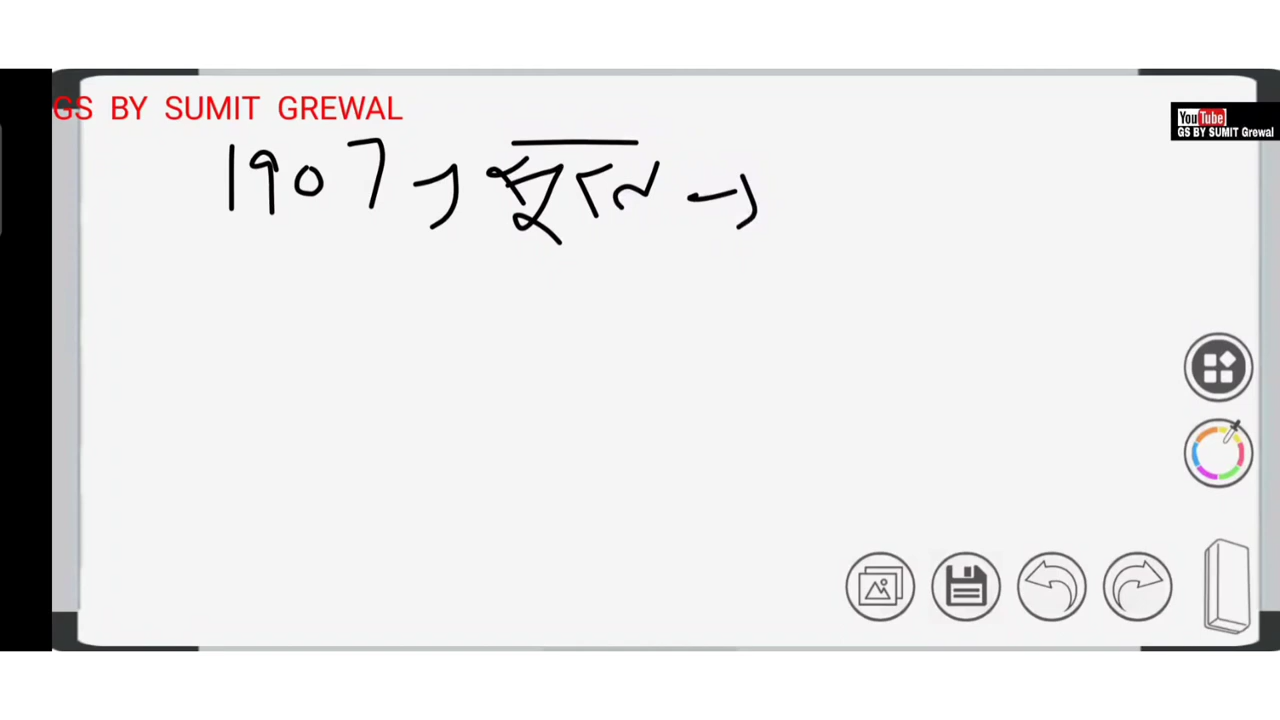 GS BY SUMIT GREWAL
YouTube
GS BY SUMIT Grewal
1907 → सूरत →